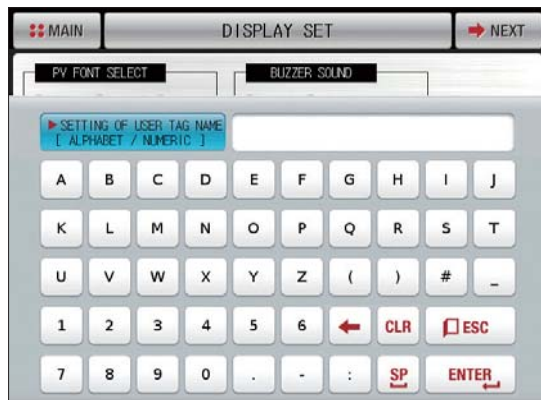 MAIN
DISPLAY SET
NEXT
PV FONT SELECT
BUZZER SOUND
SETTING OF USER TAG NAME
[ ALPHABET / NUMERIC ]
A B C D E F G H I J
K L M N O P Q R S T
U V W X Y Z ( ) # _
1 2 3 4 5 6 CLR ESC
7 8 9 0 . - : SP ENTER